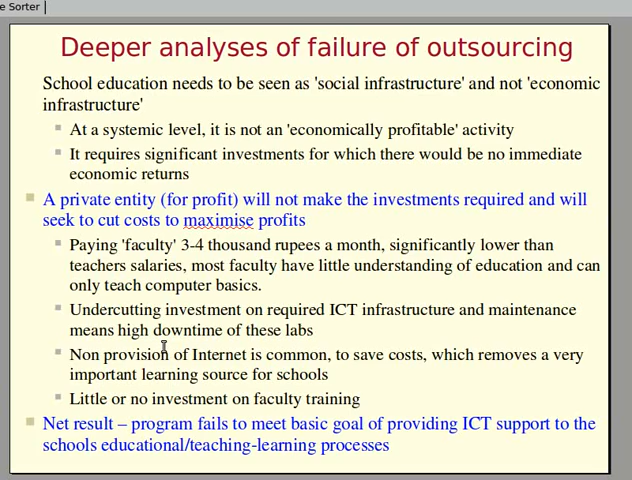 e Sorter
Deeper analyses of failure of outsourcing
School education needs to be seen as 'social infrastructure' and not 'economic
infrastructure'
At a systemic level, it is not an 'economically profitable' activity
It requires significant investments for which there would be no immediate
economic returns
A private entity (for profit) will not make the investments required and will
seek to cut costs to maximise profits
Paying 'faculty' 3-4 thousand rupees a month, significantly lower than
teachers salaries, most faculty have little understanding of education and can
only teach computer basics.
Undercutting investment on required ICT infrastructure and maintenance
means high downtime of these labs
Non provision of Internet is common, to save costs, which removes a very
important learning source for schools
Little or no investment on faculty training
Net result – program fails to meet basic goal of providing ICT support to the
schools educational/teaching-learning processes